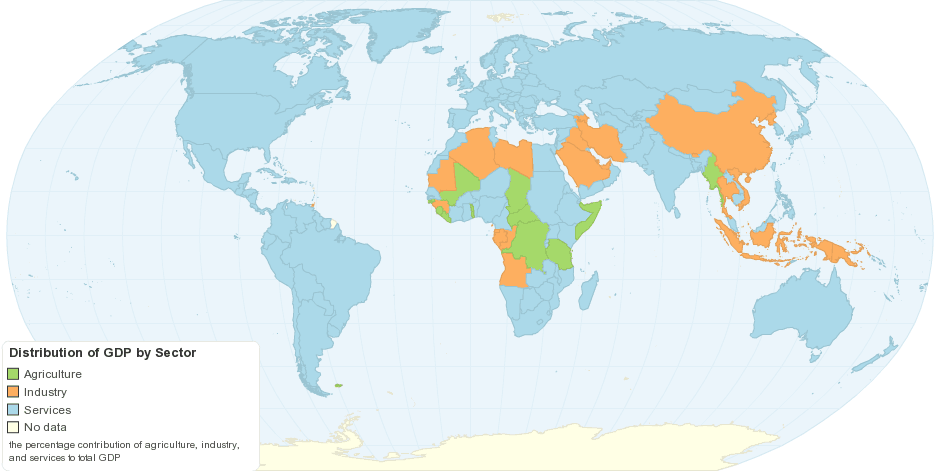 Distribution of GDP by Sector
Agriculture
Industry
Services
No data
the percentage contribution of agriculture, industry,
and services to total GDP